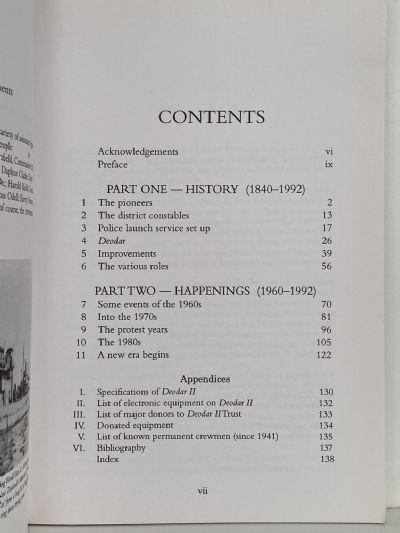 CONTENTS
Acknowledgements vi
Preface ix
PART ONE — HISTORY (1840–1992)
1 The pioneers 2
2 The district constables 13
3 Police launch service set up 17
4 Deodar 26
5 Improvements 39
6 The various roles 56
PART TWO — HAPPENINGS (1960–1992)
7 Some events of the 1960s 70
8 Into the 1970s 81
9 The protest years 96
10 The 1980s 105
11 A new era begins 122
Appendices
I. Specifications of Deodar II 130
II. List of electronic equipment on Deodar II 132
III. List of major donors to Deodar II Trust 133
IV. Donated equipment 134
V. List of known permanent crewmen (since 1941) 135
VI. Bibliography 137
Index 138
vii